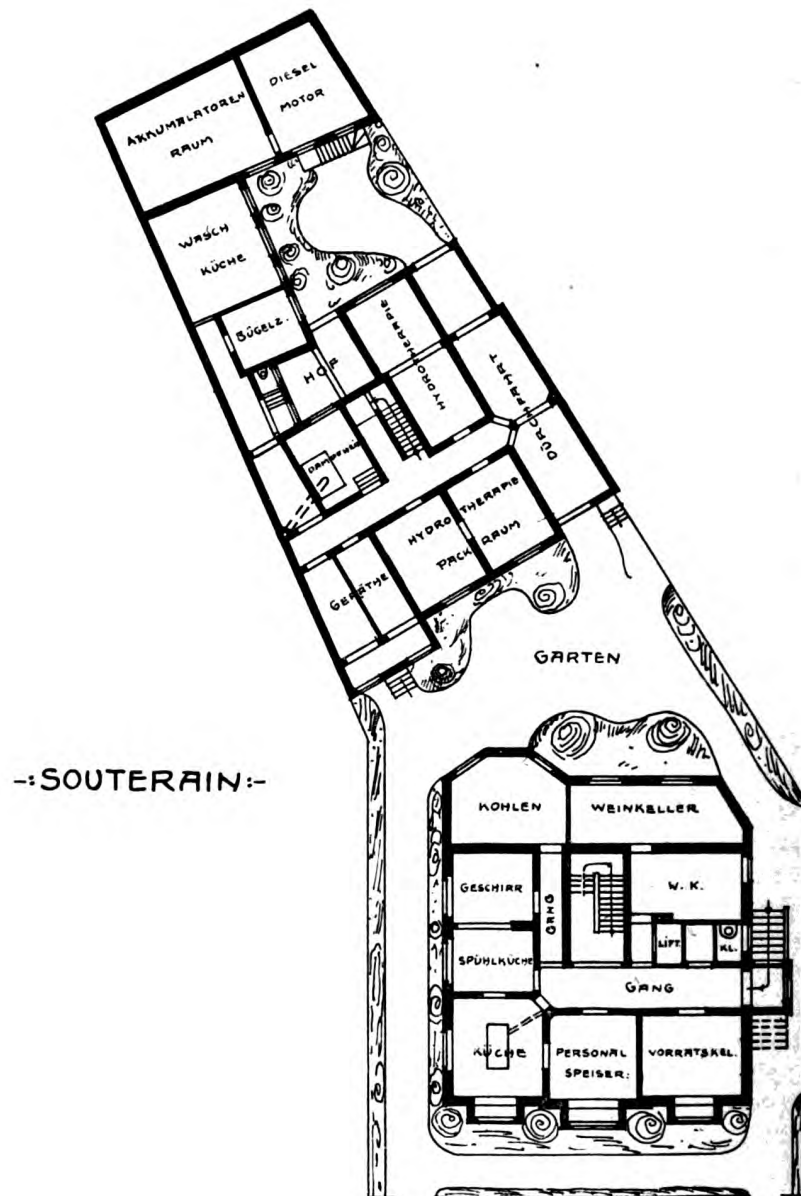 DIESEL
MOTOR
AKKUMALATOREN
RAUM
WASCH
KÜCHE
BÜGELZ.
HOF
HYDROTHERAPIE
DURCHFAHRT
HYDROTHERAPIE
PACK RAUM
GERÄTHE
GARTEN
-:SOUTERAIN:-
KOHLEN
WEINKELLER
GESCHIRR
GANG
W. K.
LIFT.
KL.
SPÜHLKÜCHE
GANG
KÜCHE
PERSONAL
SPEISER:
VORRATSKEL.